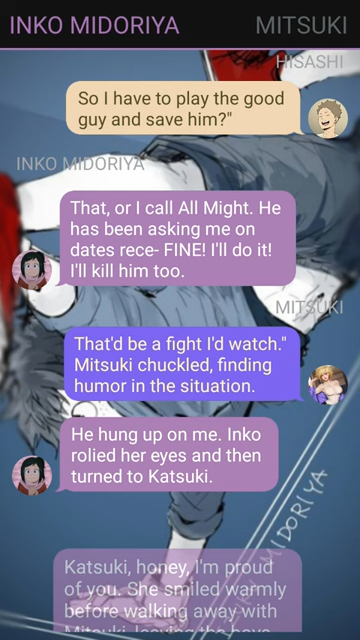 INKO MIDORIYA MITSUKI
HISASHI
So I have to play the good
guy and save him?"
INKO MIDORIYA
That, or I call All Might. He
has been asking me on
dates rece- FINE! I'll do it!
I'll kill him too.
MITSUKI
That'd be a fight I'd watch."
Mitsuki chuckled, finding
humor in the situation.
He hung up on me. Inko
rolied her eyes and then
turned to Katsuki.
MIDORIYA
Katsuki, honey, I'm proud
of you. She smiled warmly
before walking away with
Mitsuki, leaving the boys